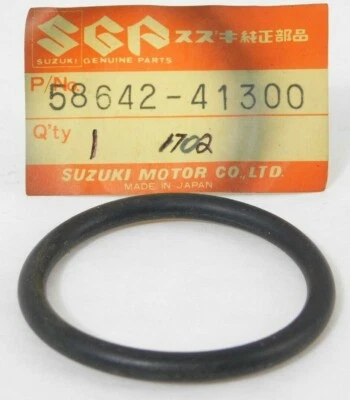 SGP スズキ純正部品
SUZUKI GENUINE PARTS
P/No. 58642-41300
Q'ty 1 1702
SUZUKI MOTOR CO.,LTD.
MADE IN JAPAN